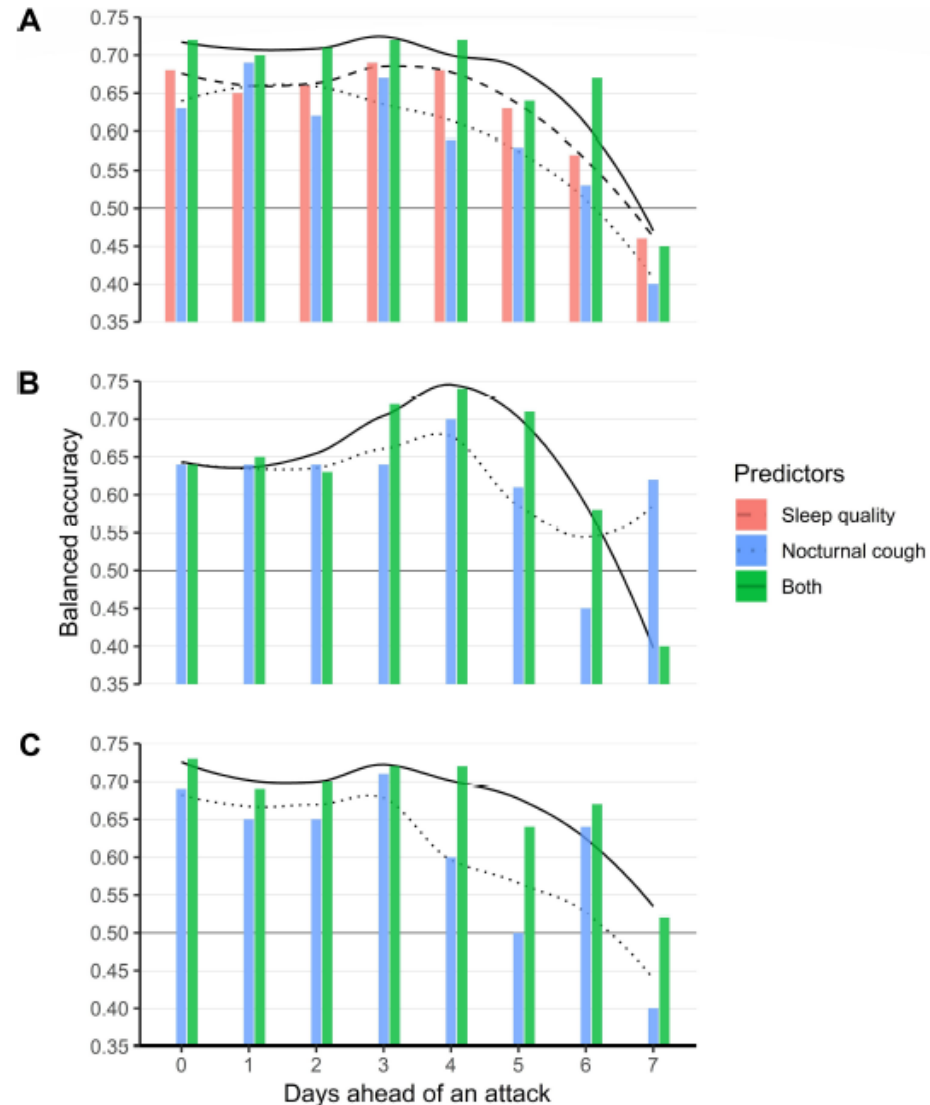 A
0.75
0.70
0.65
0.60
0.55
0.50
0.45
0.40
0.35
B
0.75
0.70
0.65
0.60
0.55
0.50
0.45
0.40
0.35
Balanced accuracy
Predictors
Sleep quality
Nocturnal cough
Both
C
0.75
0.70
0.65
0.60
0.55
0.50
0.45
0.40
0.35
0 1 2 3 4 5 6 7
Days ahead of an attack